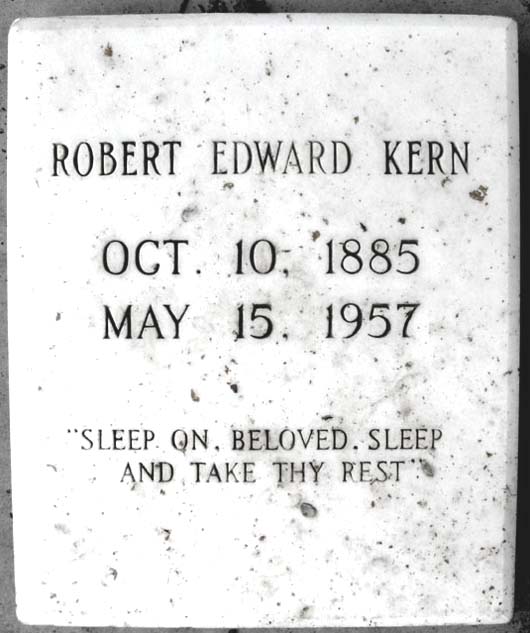 ROBERT EDWARD KERN
OCT. 10, 1885
MAY 15, 1957
"SLEEP ON, BELOVED, SLEEP
AND TAKE THY REST"